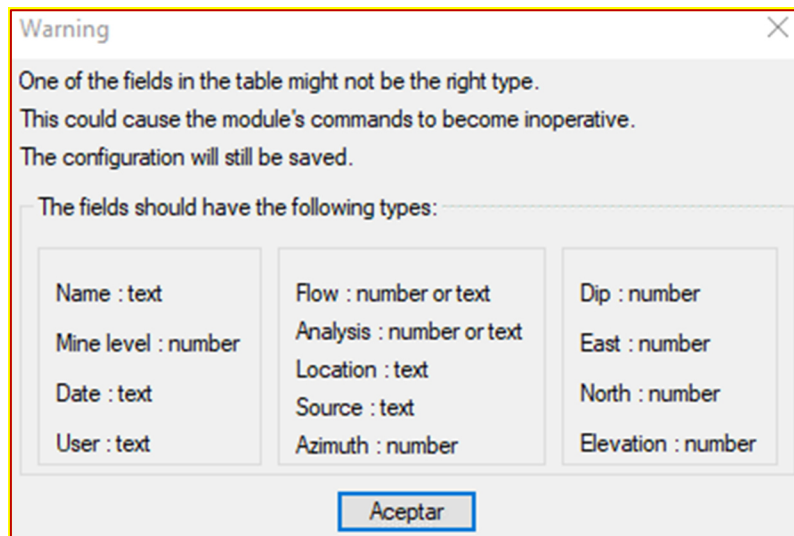 Warning
One of the fields in the table might not be the right type.
This could cause the module's commands to become inoperative.
The configuration will still be saved.
The fields should have the following types:
Name : text
Mine level : number
Date : text
User : text
Flow : number or text
Analysis : number or text
Location : text
Source : text
Azimuth : number
Dip : number
East : number
North : number
Elevation : number
Aceptar